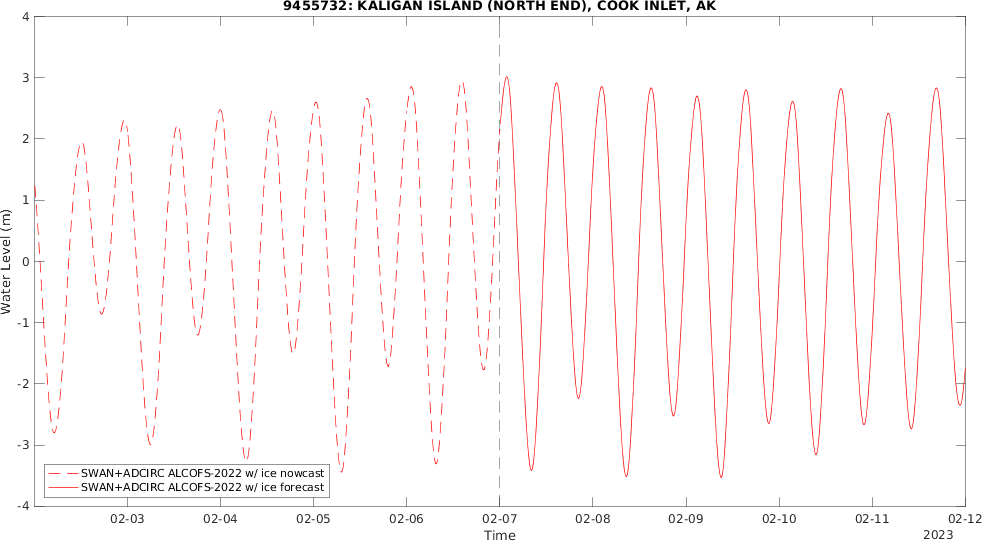 9455732: KALIGAN ISLAND (NORTH END), COOK INLET, AK
4
3
2
1
0
-1
-2
-3
-4
Water Level (m)
SWAN+ADCIRC ALCOFS-2022 w/ ice nowcast
SWAN+ADCIRC ALCOFS-2022 w/ ice forecast
02-03 02-04 02-05 02-06 02-07 02-08 02-09 02-10 02-11 02-12
Time
2023